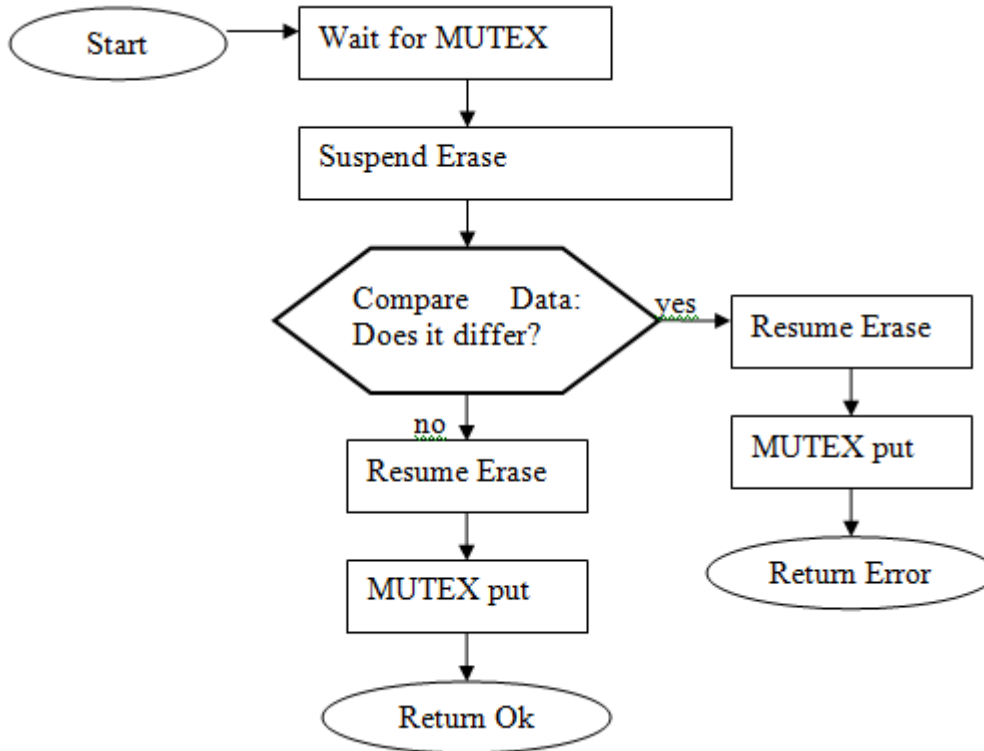 Start
Wait for MUTEX
Suspend Erase
Compare Data:
Does it differ?
yes
Resume Erase
MUTEX put
Return Error
no
Resume Erase
MUTEX put
Return Ok